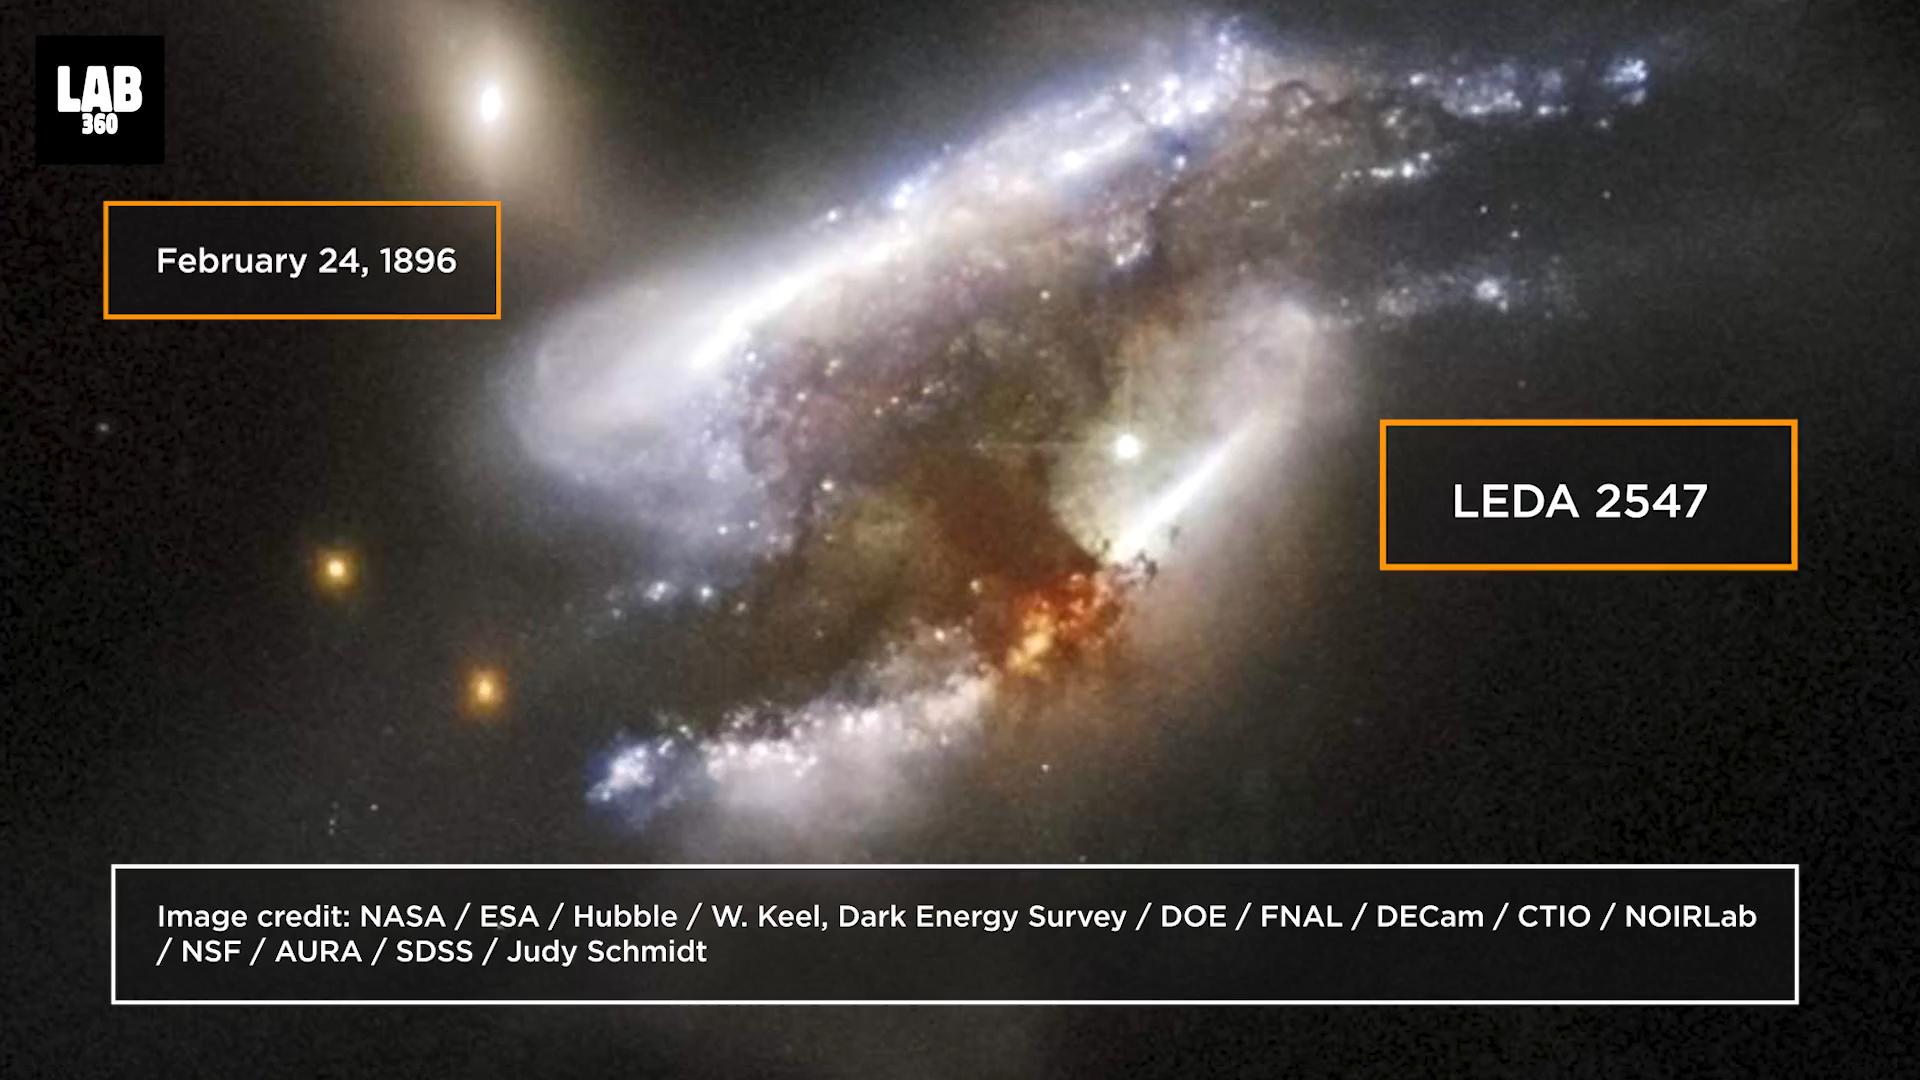 LAB
360
February 24, 1896
LEDA 2547
Image credit: NASA / ESA / Hubble / W. Keel, Dark Energy Survey / DOE / FNAL / DECam / CTIO / NOIRLab
/ NSF / AURA / SDSS / Judy Schmidt